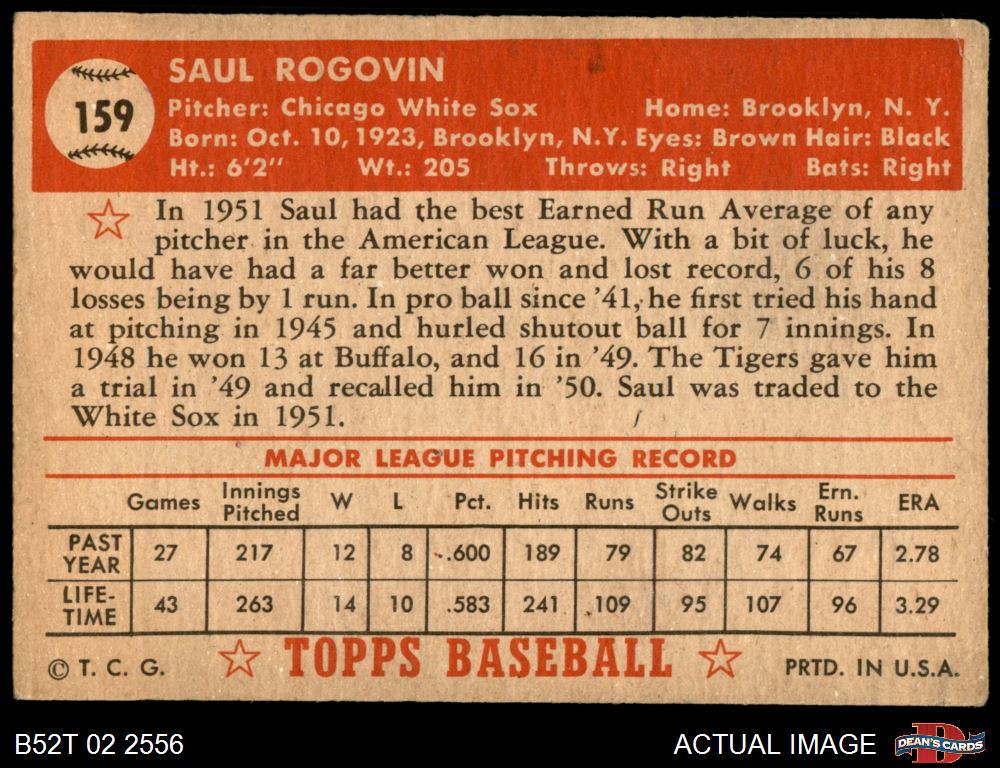 159
SAUL ROGOVIN
Pitcher: Chicago White Sox Home: Brooklyn, N. Y.
Born: Oct. 10, 1923, Brooklyn, N.Y. Eyes: Brown Hair: Black
Ht.: 6'2'' Wt.: 205 Throws: Right Bats: Right
In 1951 Saul had the best Earned Run Average of any
pitcher in the American League. With a bit of luck, he
would have had a far better won and lost record, 6 of his 8
losses being by 1 run. In pro ball since '41, he first tried his hand
at pitching in 1945 and hurled shutout ball for 7 innings. In
1948 he won 13 at Buffalo, and 16 in '49. The Tigers gave him
a trial in '49 and recalled him in '50. Saul was traded to the
White Sox in 1951.
MAJOR LEAGUE PITCHING RECORD
Games Innings Pitched W L Pct. Hits Runs Strike Outs Walks Ern. Runs ERA
PAST YEAR 27 217 12 8 .600 189 79 82 74 67 2.78
LIFE-TIME 43 263 14 10 .583 241 109 95 107 96 3.29
© T. C. G. TOPPS BASEBALL PRTD. IN U.S.A.
B52T 02 2556 ACTUAL IMAGE D DEAN'S CARDS